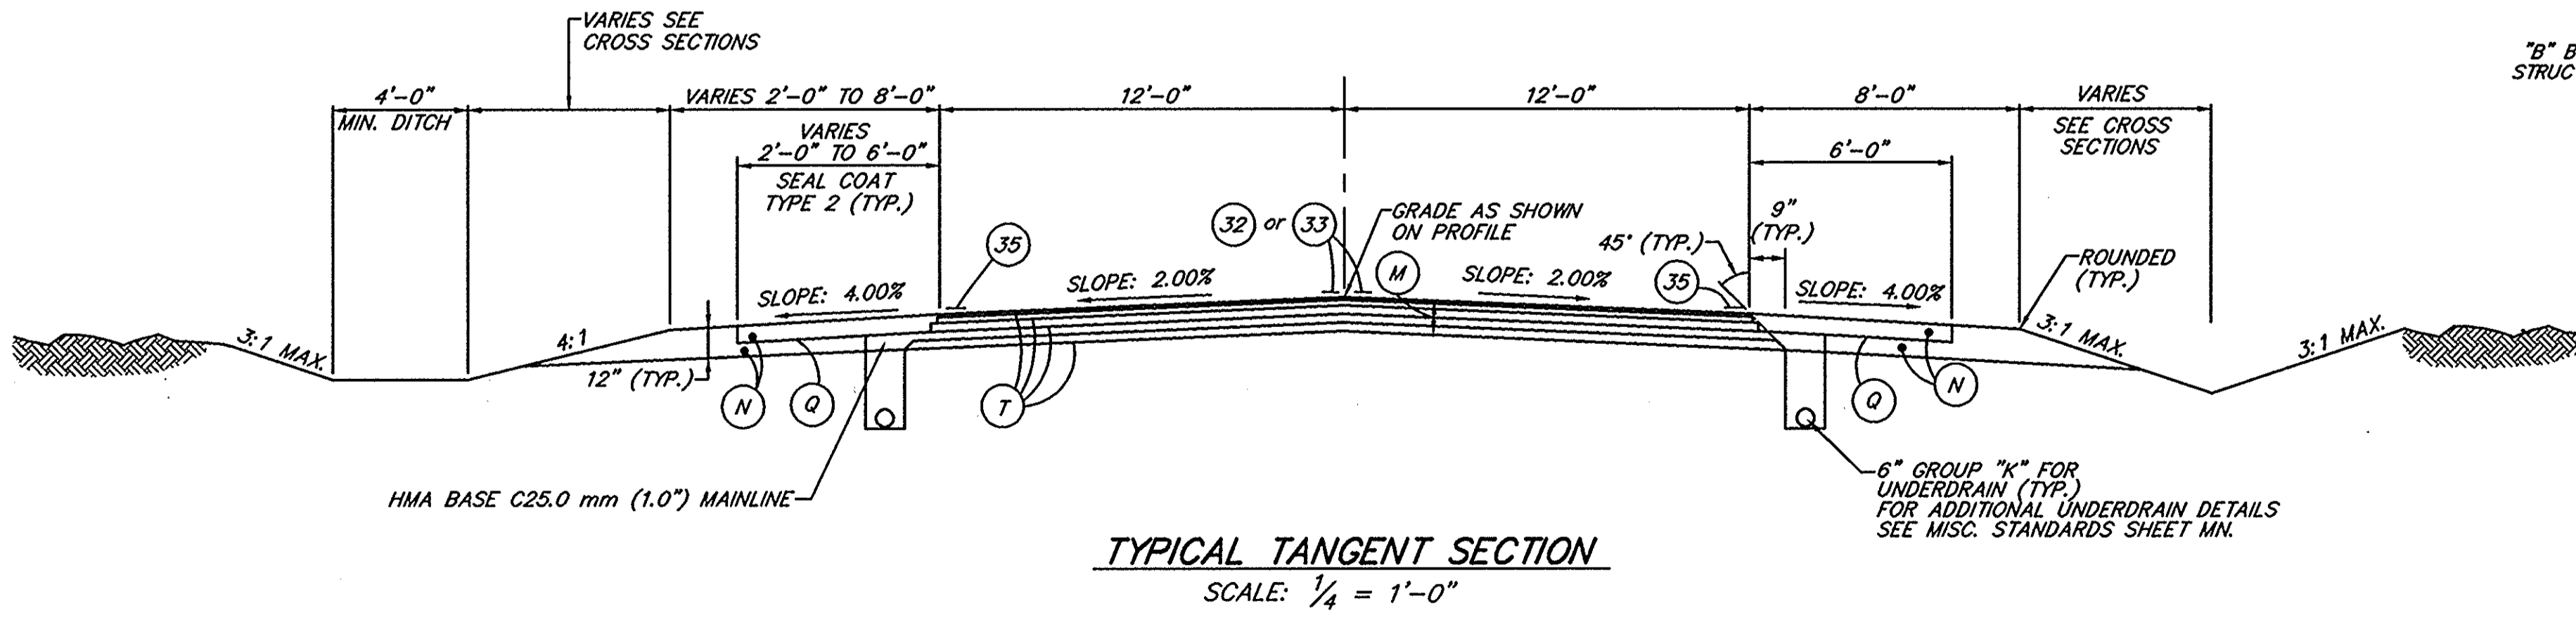 VARIES SEE
CROSS SECTIONS
"B" B
STRUC
4'-0"
MIN. DITCH
VARIES 2'-0" TO 8'-0"
12'-0"
12'-0"
8'-0"
VARIES
SEE CROSS
SECTIONS
VARIES
2'-0" TO 6'-0"
SEAL COAT
TYPE 2 (TYP.)
6'-0"
32 or 33
GRADE AS SHOWN
ON PROFILE
9"
(TYP.)
45° (TYP.)
35
M
35
ROUNDED
(TYP.)
SLOPE: 4.00%
SLOPE: 2.00%
SLOPE: 2.00%
SLOPE: 4.00%
3:1 MAX.
4:1
3:1 MAX.
3:1 MAX.
12" (TYP.)
N
Q
T
Q
N
HMA BASE C25.0 mm (1.0") MAINLINE
6" GROUP "K" FOR
UNDERDRAIN (TYP.)
FOR ADDITIONAL UNDERDRAIN DETAILS
SEE MISC. STANDARDS SHEET MN.
TYPICAL TANGENT SECTION
SCALE: 1/4 = 1'-0"